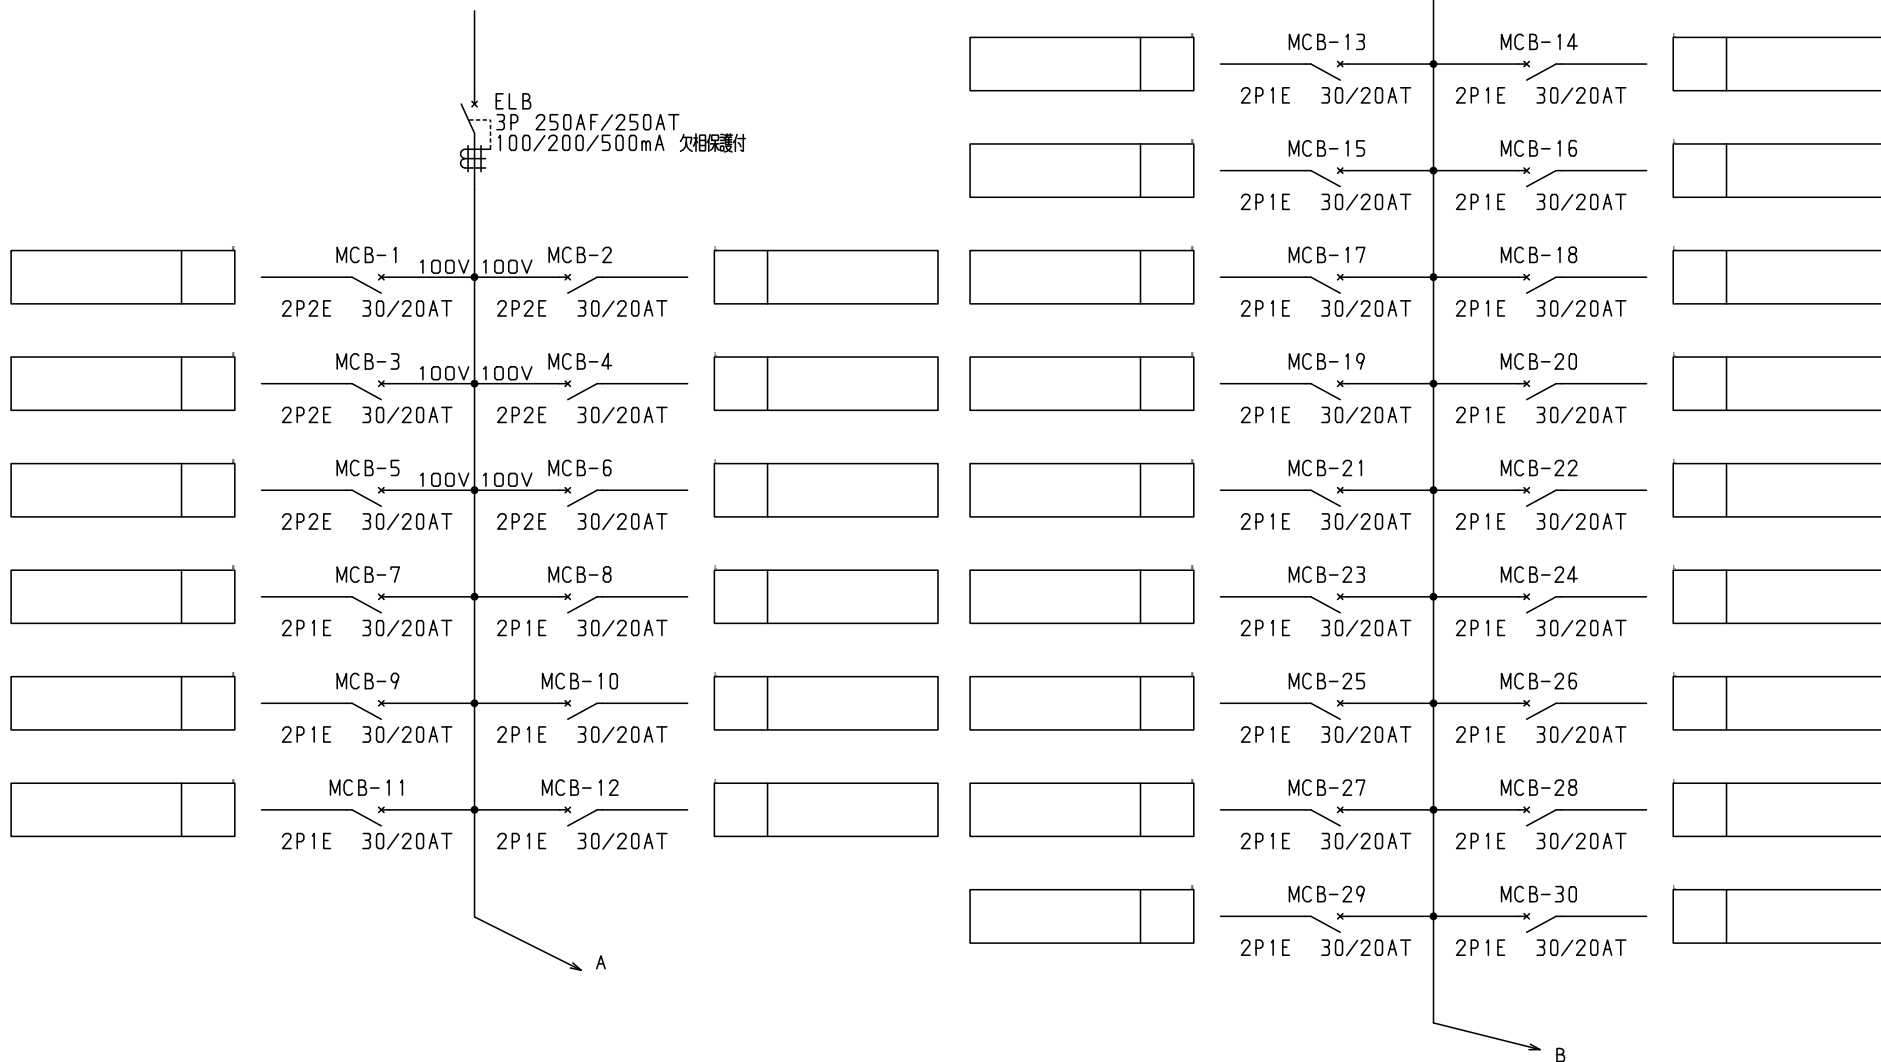 ELB
3P 250AF/250AT
100/200/500mA 欠相保護付
MCB-1 100V 100V MCB-2
2P2E 30/20AT 2P2E 30/20AT
MCB-3 100V 100V MCB-4
2P2E 30/20AT 2P2E 30/20AT
MCB-5 100V 100V MCB-6
2P2E 30/20AT 2P2E 30/20AT
MCB-7 MCB-8
2P1E 30/20AT 2P1E 30/20AT
MCB-9 MCB-10
2P1E 30/20AT 2P1E 30/20AT
MCB-11 MCB-12
2P1E 30/20AT 2P1E 30/20AT
A
MCB-13 MCB-14
2P1E 30/20AT 2P1E 30/20AT
MCB-15 MCB-16
2P1E 30/20AT 2P1E 30/20AT
MCB-17 MCB-18
2P1E 30/20AT 2P1E 30/20AT
MCB-19 MCB-20
2P1E 30/20AT 2P1E 30/20AT
MCB-21 MCB-22
2P1E 30/20AT 2P1E 30/20AT
MCB-23 MCB-24
2P1E 30/20AT 2P1E 30/20AT
MCB-25 MCB-26
2P1E 30/20AT 2P1E 30/20AT
MCB-27 MCB-28
2P1E 30/20AT 2P1E 30/20AT
MCB-29 MCB-30
2P1E 30/20AT 2P1E 30/20AT
B